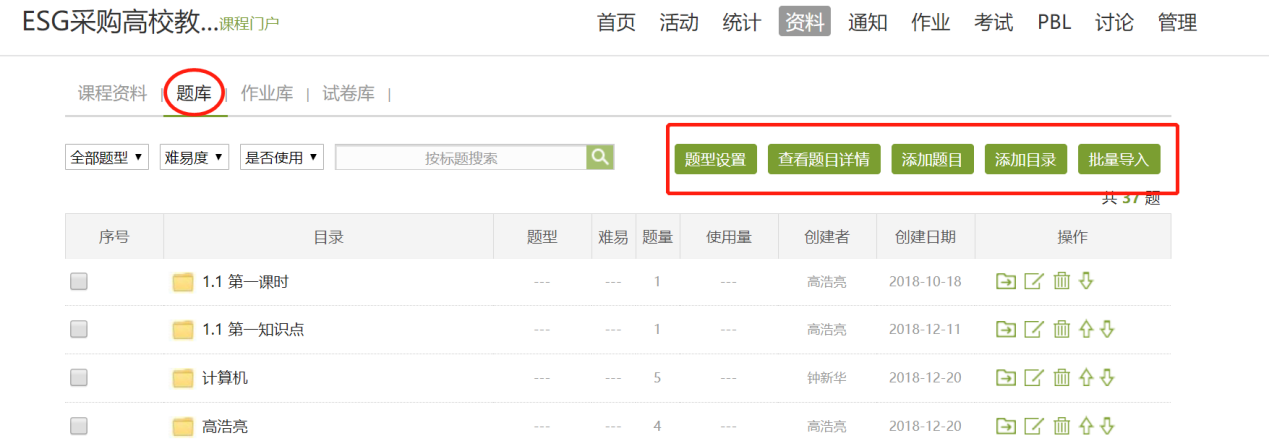 ESG采购高校教...课程门户 首页 活动 统计 资料 通知 作业 考试 PBL 讨论 管理
课程资料 | 题库 | 作业库 | 试卷库 |
全部题型 难易度 是否使用 按标题搜索 题型设置 查看题目详情 添加题目 添加目录 批量导入
共 37 题
序号 目录 题型 难易 题量 使用量 创建者 创建日期 操作
1.1 第一课时 --- --- 1 --- 高浩亮 2018-10-18
1.1 第一知识点 --- --- 1 --- 高浩亮 2018-12-11
计算机 --- --- 5 --- 钟新华 2018-12-20
高浩亮 --- --- 4 --- 高浩亮 2018-12-20